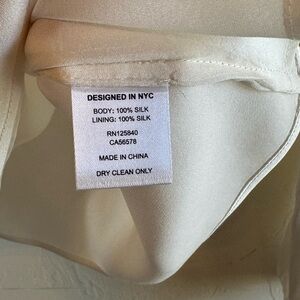 DESIGNED IN NYC
BODY: 100% SILK
LINING: 100% SILK
RN125840
CA56578
MADE IN CHINA
DRY CLEAN ONLY